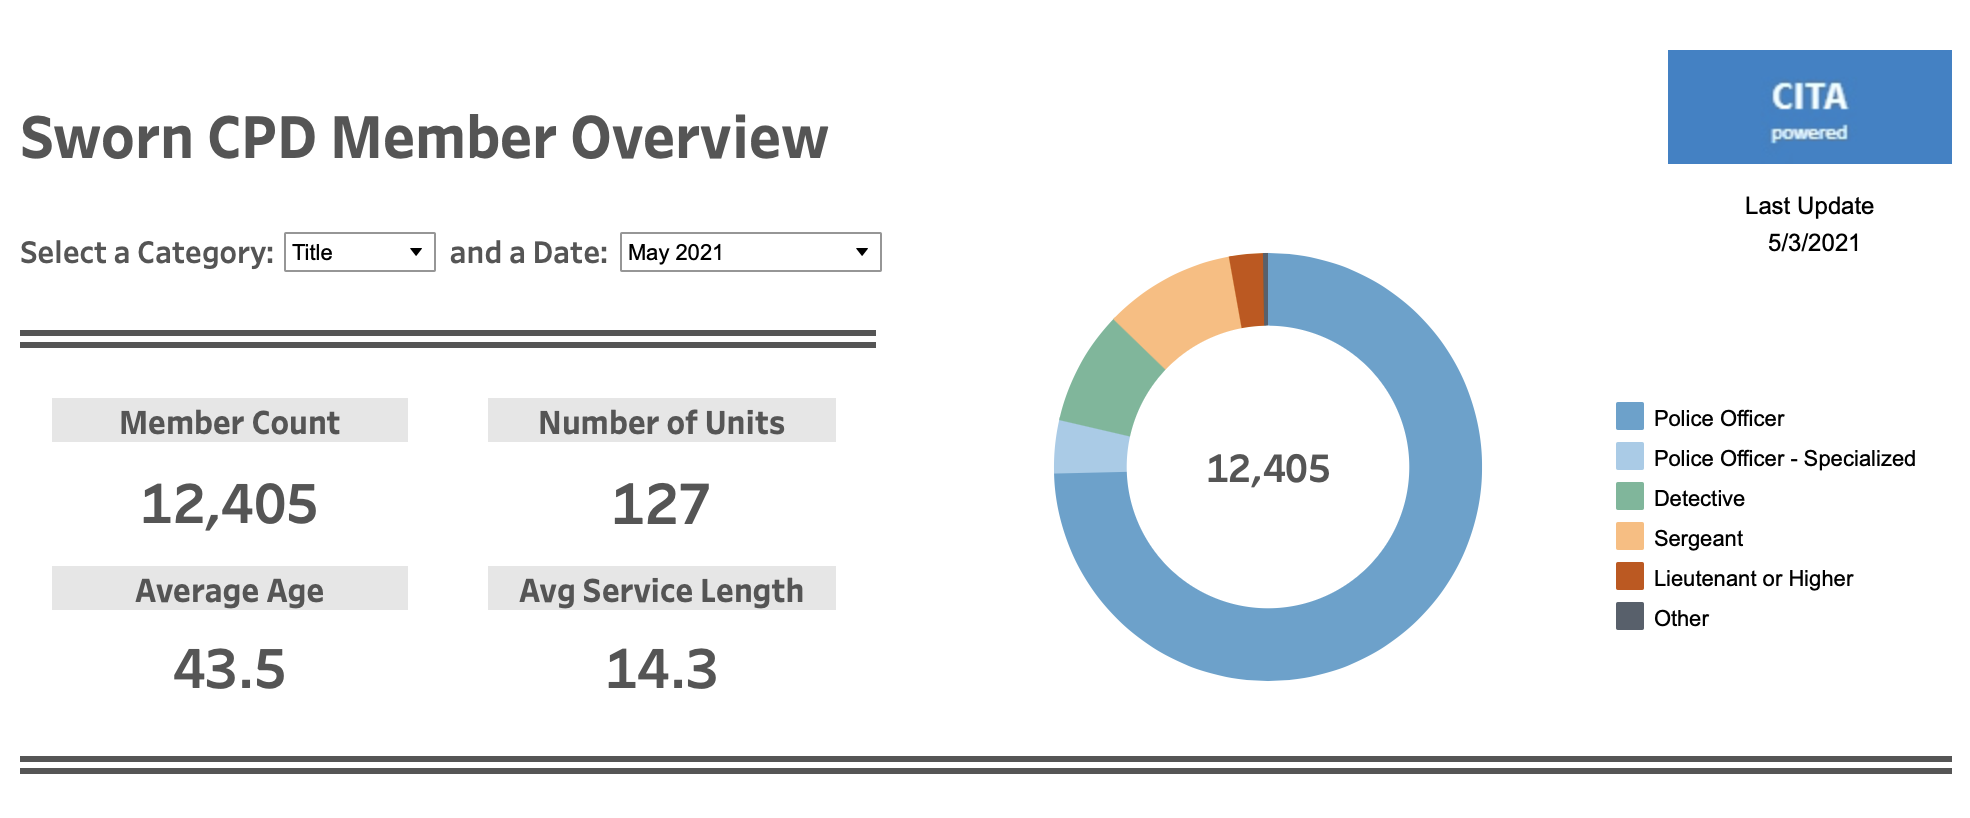 CITA
powered
Sworn CPD Member Overview
Last Update
5/3/2021
Select a Category: Title and a Date: May 2021
Member Count
Number of Units
12,405
127
Average Age
Avg Service Length
43.5
14.3
12,405
Police Officer
Police Officer - Specialized
Detective
Sergeant
Lieutenant or Higher
Other